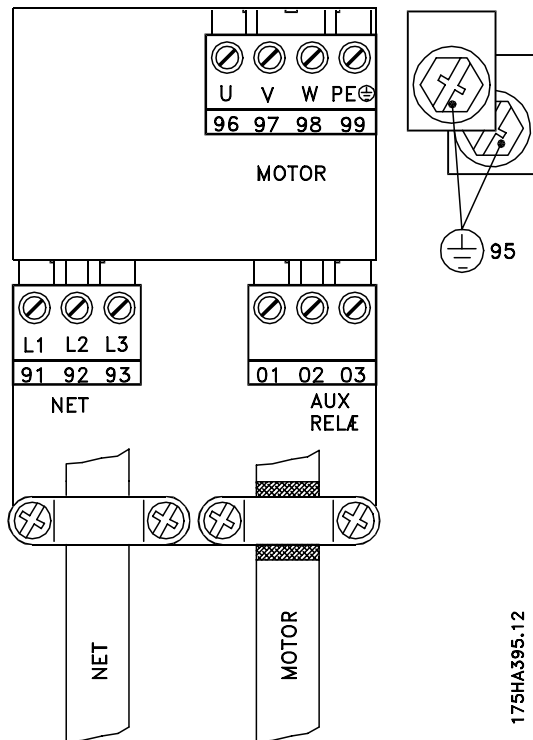 U V W PE
96 97 98 99
MOTOR
95
L1 L2 L3
91 92 93
NET
01 02 03
AUX
RELÆ
NET
MOTOR
175HA395.12